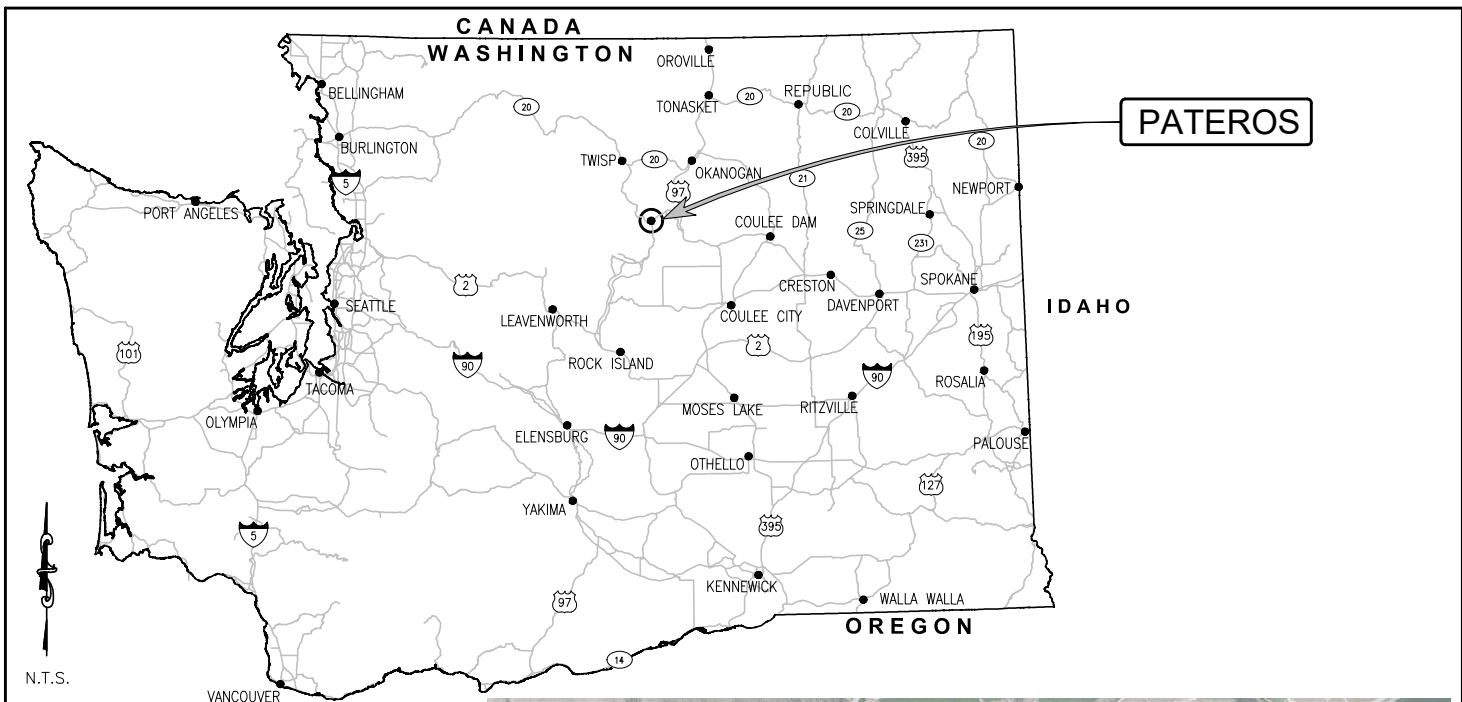 CANADA
WASHINGTON
OROVILLE
BELLINGHAM
TONASKET
REPUBLIC
20
20
20
PATEROS
COLVILLE
20
BURLINGTON
TWISP
20
OKANOGAN
395
5
97
21
NEWPORT
PORT ANGELES
SPRINGDALE
COULEE DAM
25
231
2
CRESTON
SPOKANE
SEATTLE
DAVENPORT
IDAHO
LEAVENWORTH
COULEE CITY
195
101
2
90
ROCK ISLAND
90
ROSALIA
TACOMA
MOSES LAKE
RITZVILLE
OLYMPIA
ELENSBURG
90
PALOUSE
OTHELLO
127
YAKIMA
395
5
KENNEWICK
97
WALLA WALLA
OREGON
14
N.T.S.
VANCOUVER